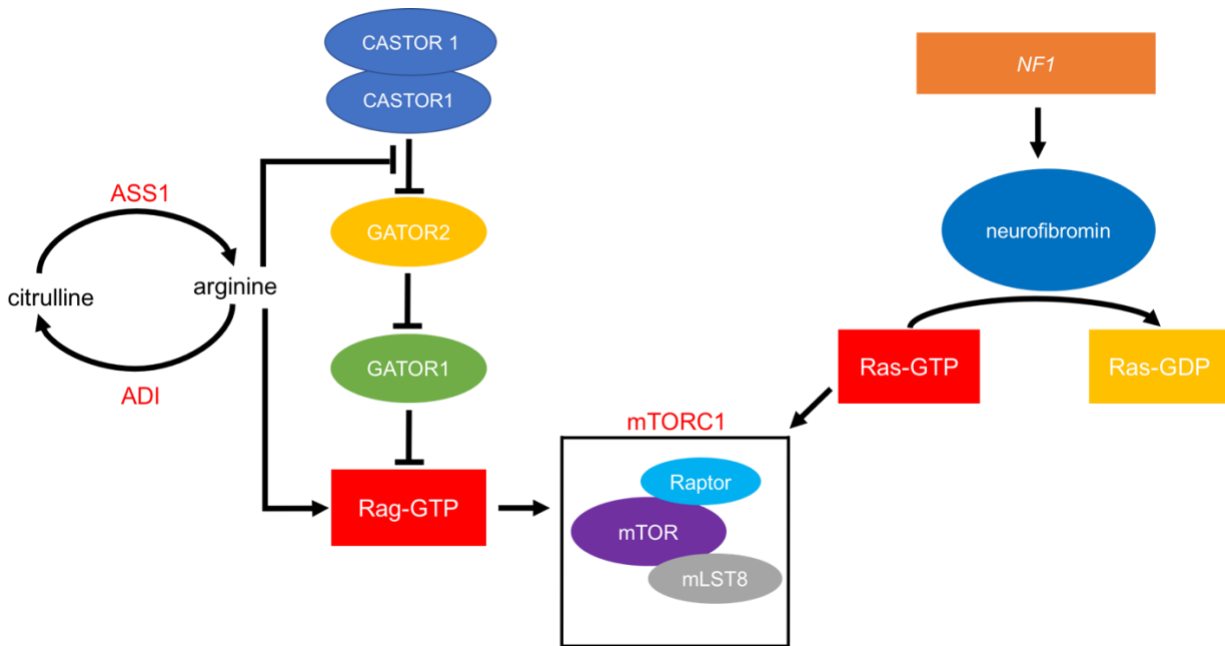 CASTOR 1
CASTOR1
NF1
ASS1
GATOR2
neurofibromin
citrulline
arginine
GATOR1
ADI
Ras-GTP
Ras-GDP
mTORC1
Raptor
Rag-GTP
mTOR
mLST8